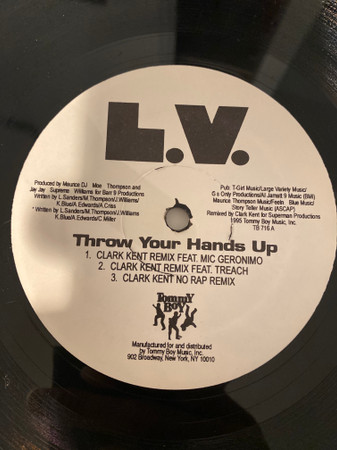 L.V.
Produced by Maurice DJ Moe Thompson and
Jay Jay Supreme Williams for Barr 9 Productions
Written by L.Sanders/M.Thompson/J.Williams
K.Blue/A.Edwards/A.Criss
* Written by L.Sanders/M.Thompson/J.Williams/
K.Blue/A.Edwards/C.Miller
Pub. T-Girl Music/Large Variety Music/
G s Only Productions/Al Jamarr 9 Music (BMI)
Maurice Thompson Music/Feelin Blue Music/
Story Teller Music (ASCAP)
Remixed by Clark Kent for Superman Productions
1995 Tommy Boy Music, Inc.
TB 716 A
Throw Your Hands Up
1. CLARK KENT REMIX FEAT. MIC GERONIMO
2. CLARK KENT REMIX FEAT. TREACH
3. CLARK KENT NO RAP REMIX
Tommy
Boy
Manufactured for and distributed
by Tommy Boy Music, Inc.
902 Broadway, New York, NY 10010